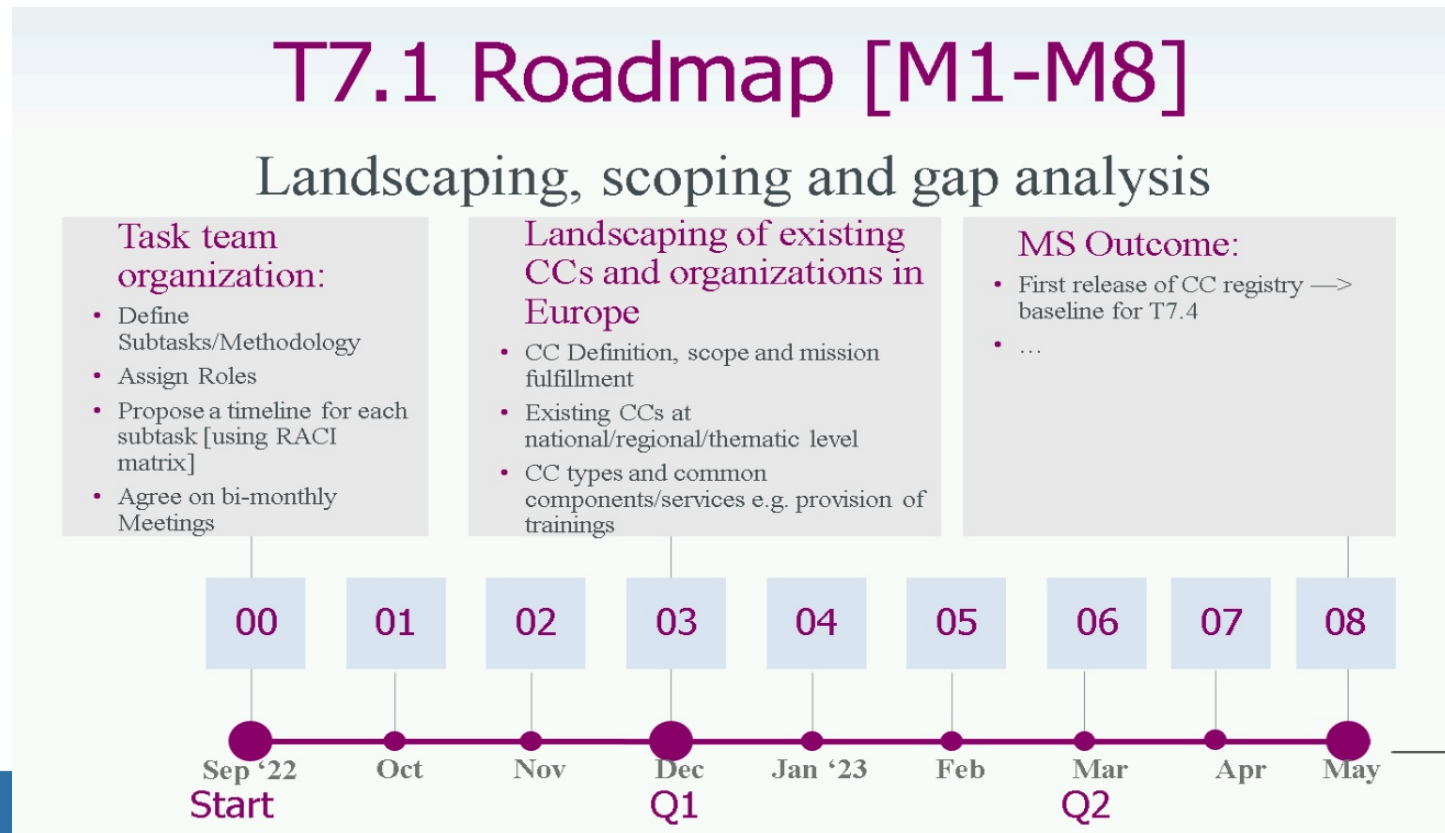 T7.1 Roadmap [M1-M8]
Landscaping, scoping and gap analysis
Task team
organization:
• Define
Subtasks/Methodology
• Assign Roles
• Propose a timeline for each
subtask [using RACI
matrix]
• Agree on bi-monthly
Meetings
Landscaping of existing
CCs and organizations in
Europe
• CC Definition, scope and mission
fulfillment
• Existing CCs at
national/regional/thematic level
• CC types and common
components/services e.g. provision of
trainings
MS Outcome:
• First release of CC registry —>
baseline for T7.4
• …
00 01 02 03 04 05 06 07 08
Sep ‘22 Oct Nov Dec Jan ‘23 Feb Mar Apr May
Start Q1 Q2